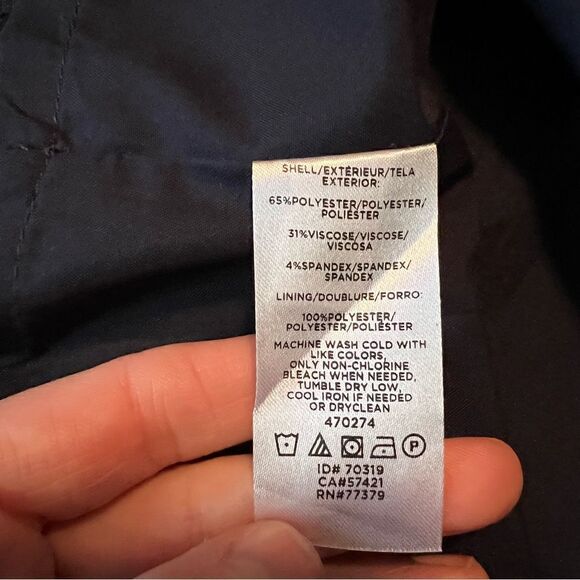 SHELL/EXTÉRIEUR/TELA
EXTERIOR:
65%POLYESTER/POLYESTER/
POLIÉSTER
31%VISCOSE/VISCOSE/
VISCOSA
4%SPANDEX/SPANDEX/
SPANDEX
LINING/DOUBLURE/FORRO:
100%POLYESTER/
POLYESTER/POLIÉSTER
MACHINE WASH COLD WITH
LIKE COLORS,
ONLY NON-CHLORINE
BLEACH WHEN NEEDED,
TUMBLE DRY LOW,
COOL IRON IF NEEDED
OR DRYCLEAN
470274
P
ID# 70319
CA#57421
RN#77379